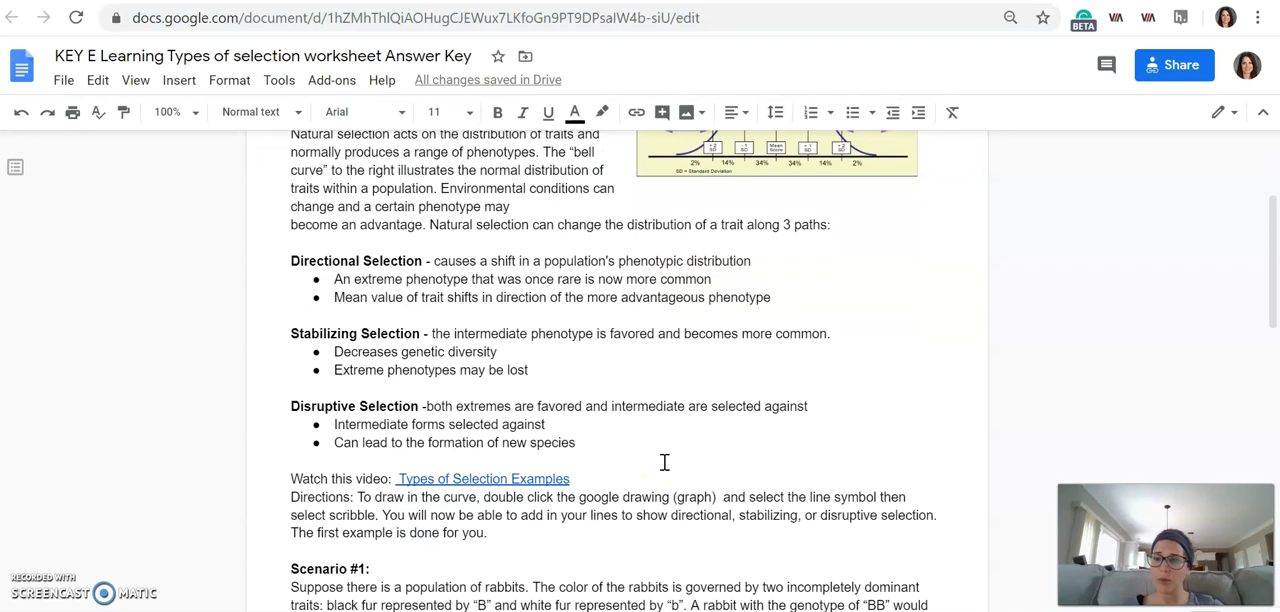 docs.google.com/document/d/1hZMhThlQiAOHugCJEWux7LKfoGn9PT9DPsaIW4b-siU/edit
BETA
KEY E Learning Types of selection worksheet Answer Key
File Edit View Insert Format Tools Add-ons Help All changes saved in Drive
Share
100% Normal text Arial 11 B I U A
Natural selection acts on the distribution of traits and
normally produces a range of phenotypes. The “bell
curve” to the right illustrates the normal distribution of
traits within a population. Environmental conditions can
change and a certain phenotype may
become an advantage. Natural selection can change the distribution of a trait along 3 paths:
Mean Score
2% 14% 34% 34% 14% 2%
SD = Standard Deviation
Directional Selection - causes a shift in a population's phenotypic distribution
● An extreme phenotype that was once rare is now more common
● Mean value of trait shifts in direction of the more advantageous phenotype
Stabilizing Selection - the intermediate phenotype is favored and becomes more common.
● Decreases genetic diversity
● Extreme phenotypes may be lost
Disruptive Selection -both extremes are favored and intermediate are selected against
● Intermediate forms selected against
● Can lead to the formation of new species
Watch this video: Types of Selection Examples
Directions: To draw in the curve, double click the google drawing (graph) and select the line symbol then
select scribble. You will now be able to add in your lines to show directional, stabilizing, or disruptive selection.
The first example is done for you.
Scenario #1:
Suppose there is a population of rabbits. The color of the rabbits is governed by two incompletely dominant
traits: black fur represented by “B” and white fur represented by “b”. A rabbit with the genotype of “BB” would
RECORDED WITH
SCREENCAST MATIC